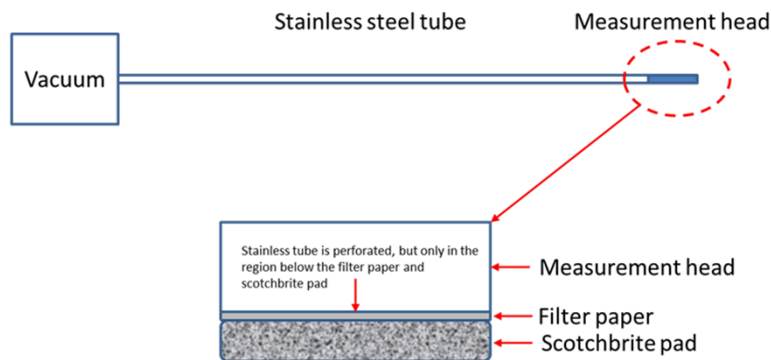 Stainless steel tube
Measurement head
Vacuum
Stainless tube is perforated, but only in the
region below the filter paper and
scotchbrite pad
Measurement head
Filter paper
Scotchbrite pad